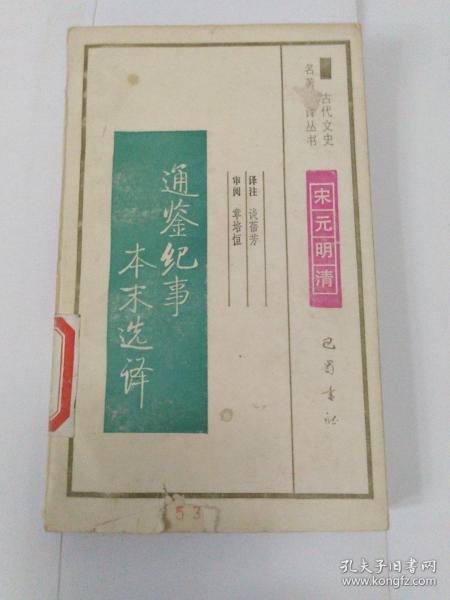 古代文史
名著 译丛书
宋元明清
巴蜀书社
译注 谈蓓芳
审阅 章培恒
通鉴纪事
本末选译
53
孔夫子旧书网
www.kongfz.com